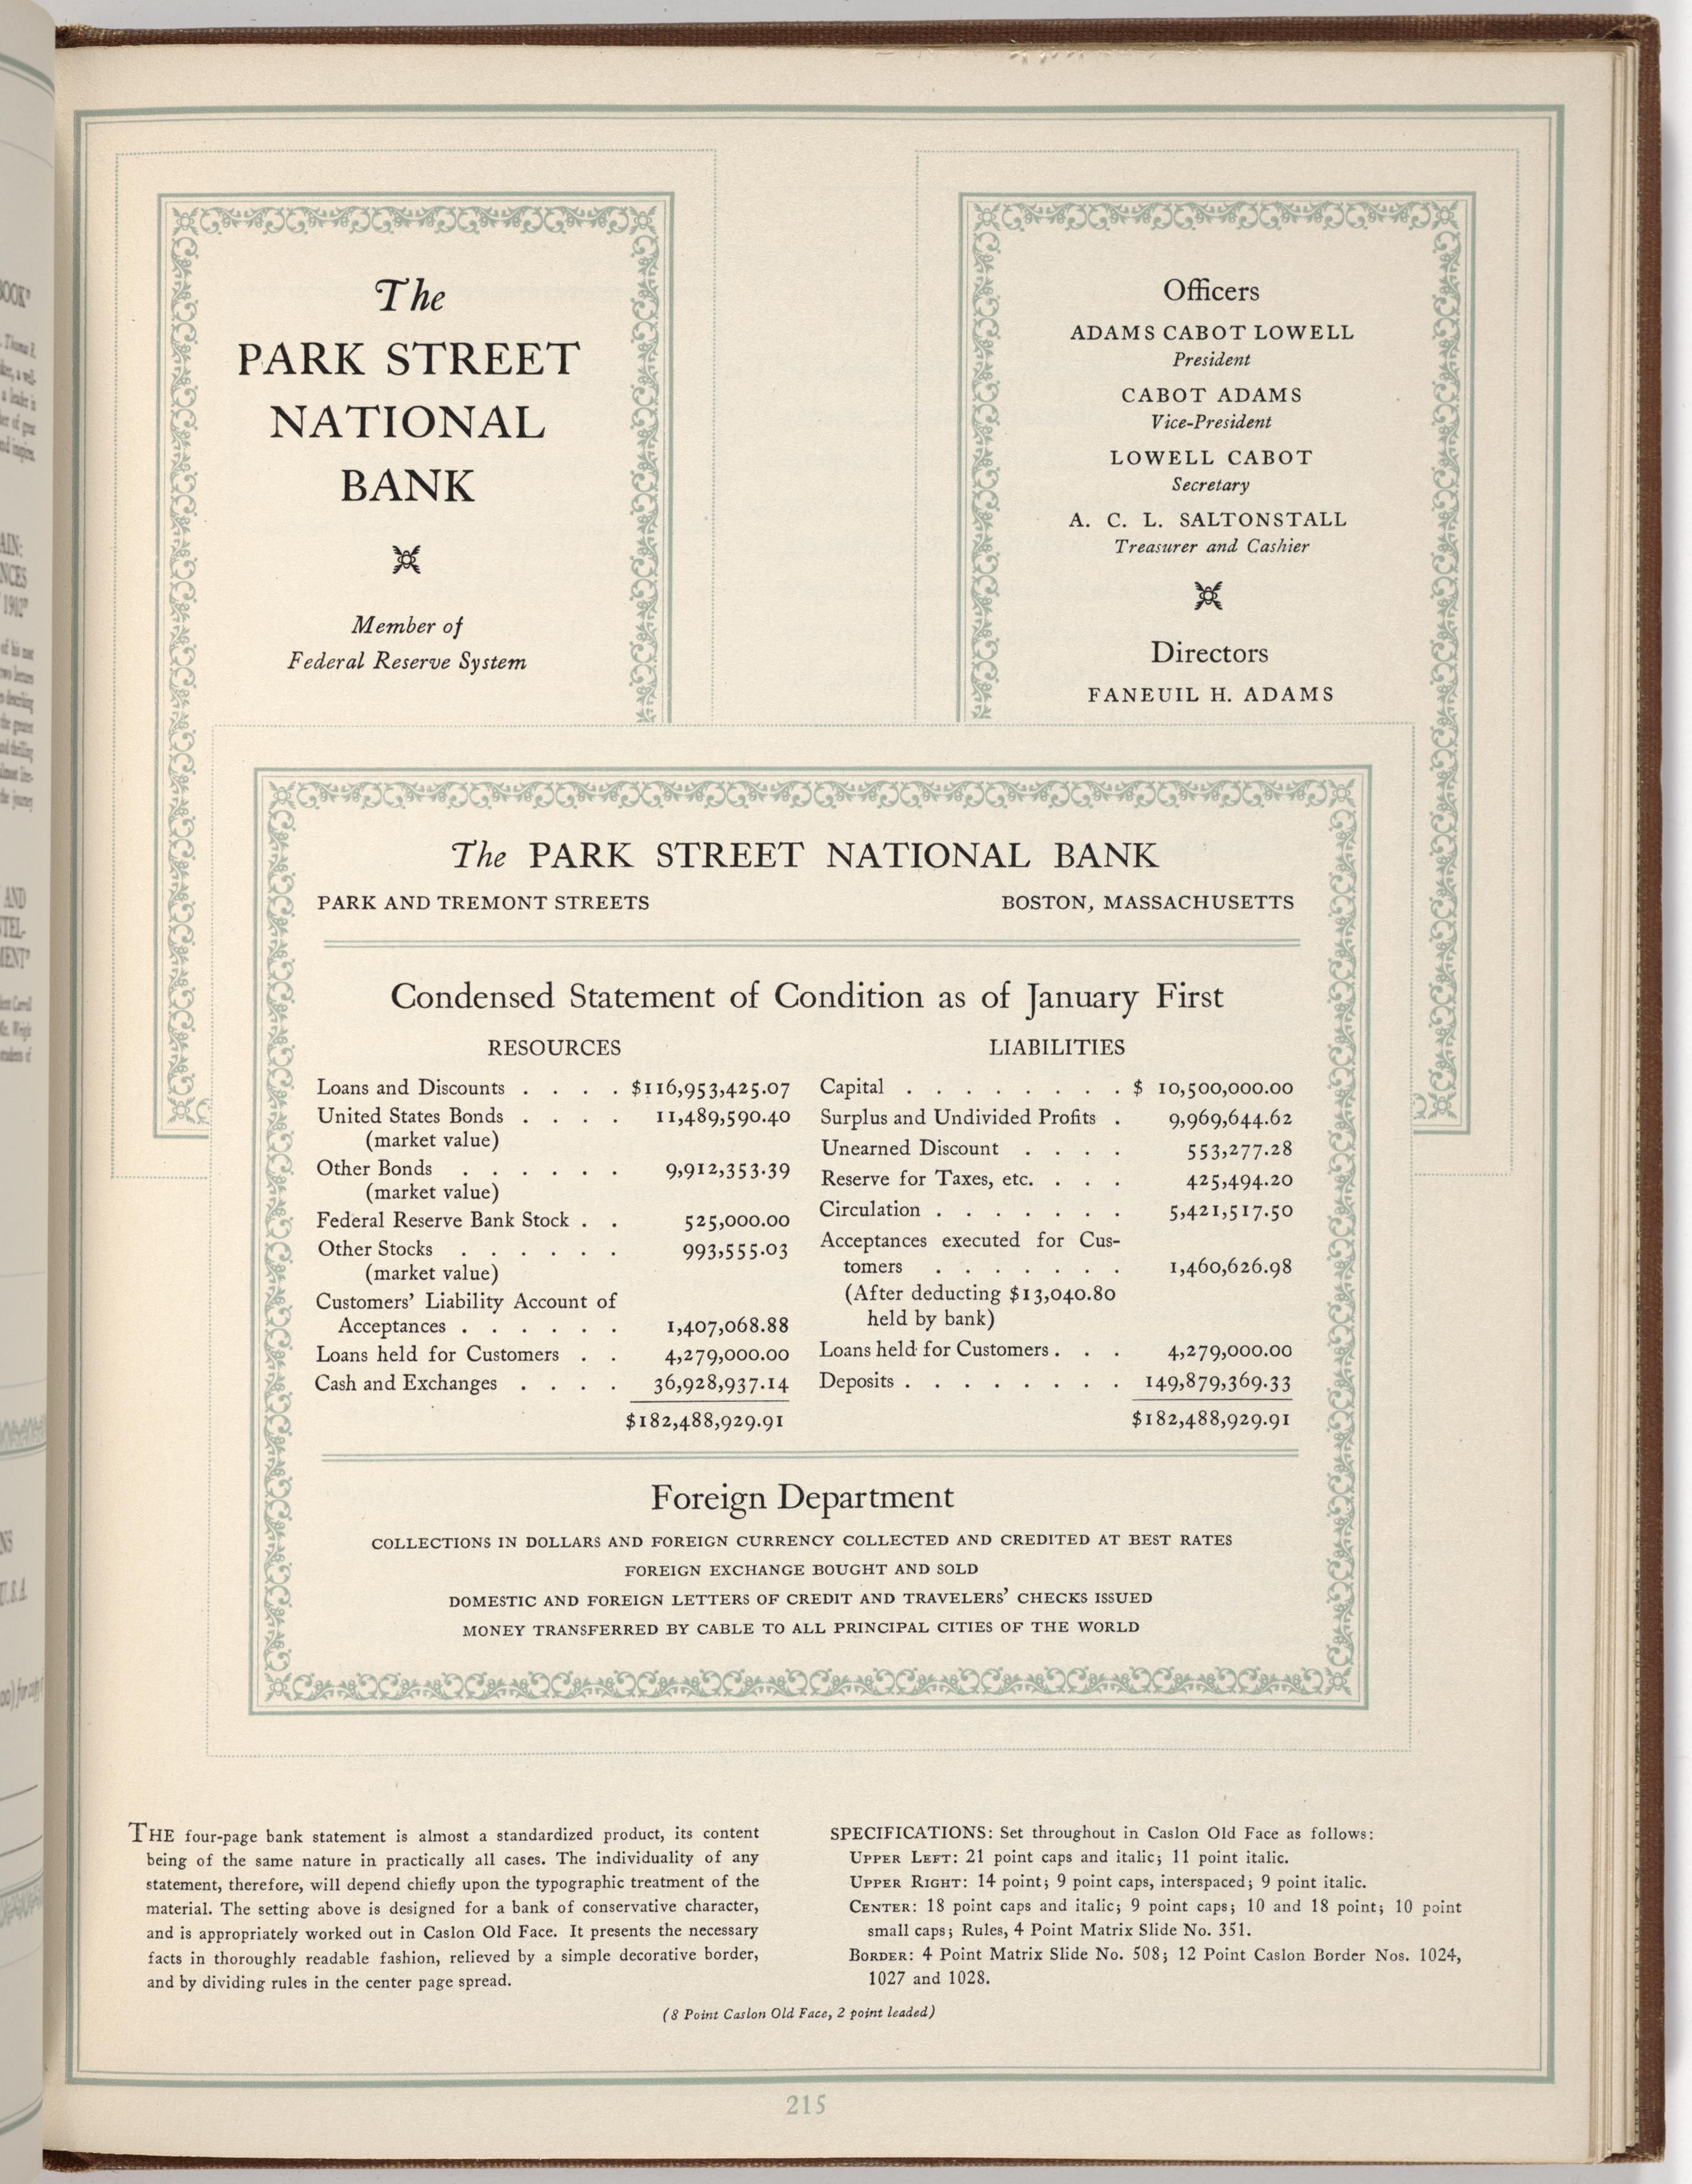 The
PARK STREET
NATIONAL
BANK
Member of
Federal Reserve System
Officers
ADAMS CABOT LOWELL
President
CABOT ADAMS
Vice-President
LOWELL CABOT
Secretary
A. C. L. SALTONSTALL
Treasurer and Cashier
Directors
FANEUIL H. ADAMS
The PARK STREET NATIONAL BANK
PARK AND TREMONT STREETS BOSTON, MASSACHUSETTS
Condensed Statement of Condition as of January First
RESOURCES
Loans and Discounts . . . . $116,953,425.07
United States Bonds . . . . 11,489,590.40
(market value)
Other Bonds . . . . . . 9,912,353.39
(market value)
Federal Reserve Bank Stock . . 525,000.00
Other Stocks . . . . . . 993,555.03
(market value)
Customers' Liability Account of
Acceptances . . . . . . 1,407,068.88
Loans held for Customers . . 4,279,000.00
Cash and Exchanges . . . . 36,928,937.14
$182,488,929.91
LIABILITIES
Capital . . . . . . . . $ 10,500,000.00
Surplus and Undivided Profits . 9,969,644.62
Unearned Discount . . . . 553,277.28
Reserve for Taxes, etc. . . . 425,494.20
Circulation . . . . . . . 5,421,517.50
Acceptances executed for Cus-
tomers . . . . . . . 1,460,626.98
(After deducting $13,040.80
held by bank)
Loans held for Customers . . . 4,279,000.00
Deposits . . . . . . . . 149,879,369.33
$182,488,929.91
Foreign Department
COLLECTIONS IN DOLLARS AND FOREIGN CURRENCY COLLECTED AND CREDITED AT BEST RATES
FOREIGN EXCHANGE BOUGHT AND SOLD
DOMESTIC AND FOREIGN LETTERS OF CREDIT AND TRAVELERS' CHECKS ISSUED
MONEY TRANSFERRED BY CABLE TO ALL PRINCIPAL CITIES OF THE WORLD
THE four-page bank statement is almost a standardized product, its content
being of the same nature in practically all cases. The individuality of any
statement, therefore, will depend chiefly upon the typographic treatment of the
material. The setting above is designed for a bank of conservative character,
and is appropriately worked out in Caslon Old Face. It presents the necessary
facts in thoroughly readable fashion, relieved by a simple decorative border,
and by dividing rules in the center page spread.
SPECIFICATIONS: Set throughout in Caslon Old Face as follows:
UPPER LEFT: 21 point caps and italic; 11 point italic.
UPPER RIGHT: 14 point; 9 point caps, interspaced; 9 point italic.
CENTER: 18 point caps and italic; 9 point caps; 10 and 18 point; 10 point
small caps; Rules, 4 Point Matrix Slide No. 351.
BORDER: 4 Point Matrix Slide No. 508; 12 Point Caslon Border Nos. 1024,
1027 and 1028.
(8 Point Caslon Old Face, 2 point leaded)
215